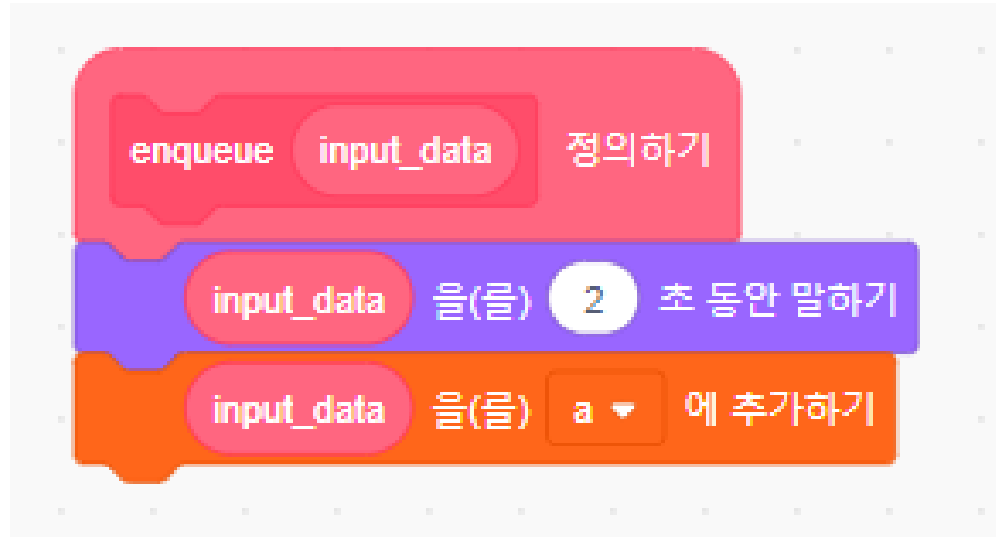 enqueue input_data 정의하기
input_data 을(를) 2 초 동안 말하기
input_data 을(를) a 에 추가하기